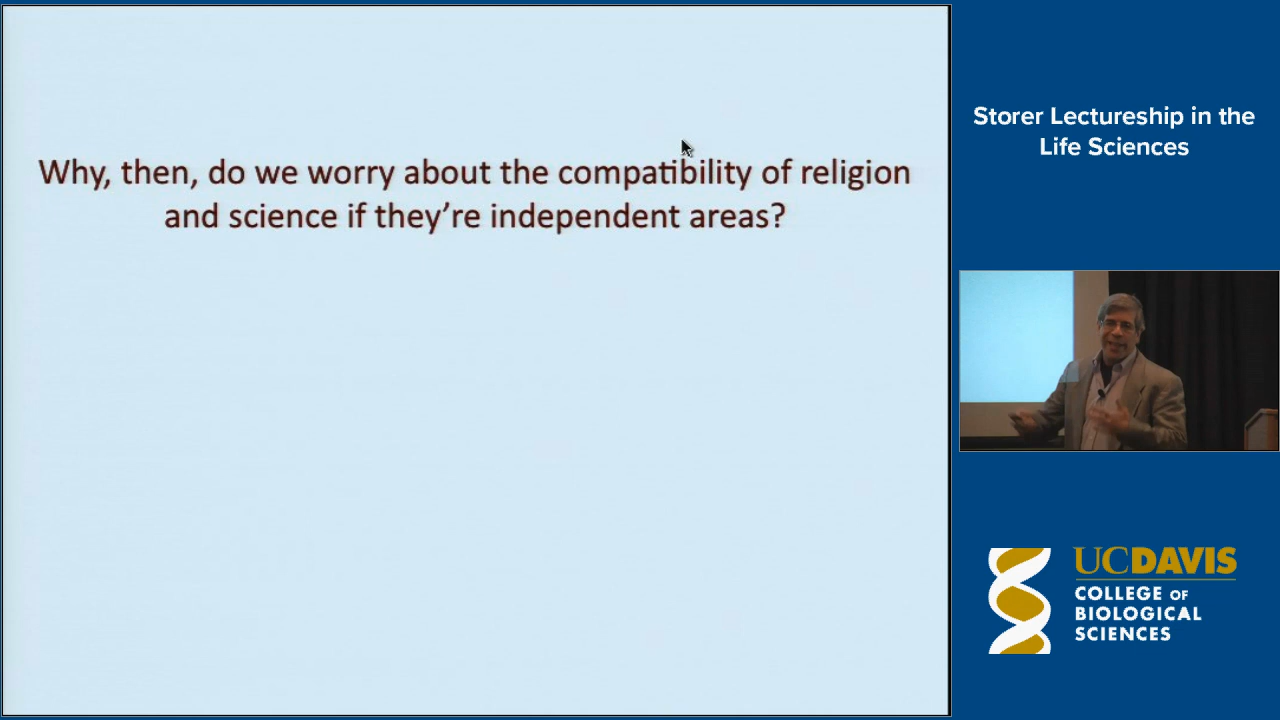 Why, then, do we worry about the compatibility of religion
and science if they're independent areas?
Storer Lectureship in the
Life Sciences
UCDAVIS
COLLEGE OF
BIOLOGICAL
SCIENCES